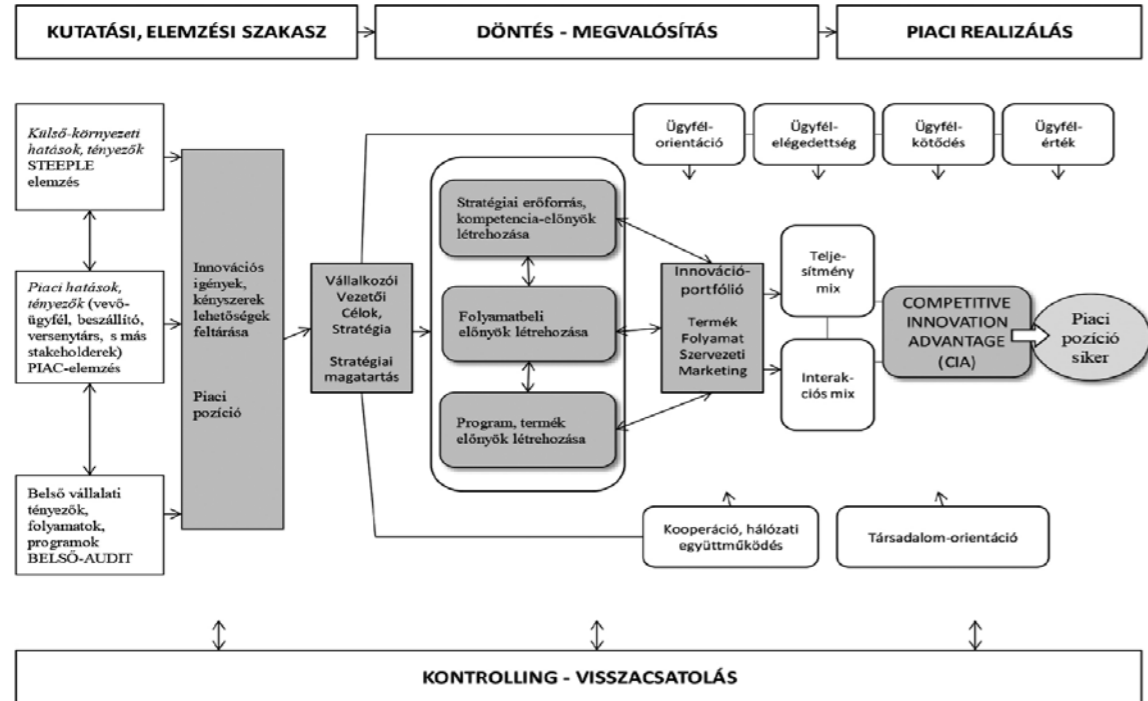 KUTATÁSI, ELEMZÉSI SZAKASZ
DÖNTÉS - MEGVALÓSÍTÁS
PIACI REALIZÁLÁS
Külső-környezeti
hatások, tényezők
STEEPLE
elemzés
Piaci hatások,
tényezők (vevő-
ügyfél, beszállító,
versenytárs, s más
stakeholderek)
PIAC-elemzés
Belső vállalati
tényezők,
folyamatok,
programok
BELSŐ-AUDIT
Innovációs
igények,
kényszerek
lehetőségek
feltárása
Piaci
pozíció
Vállalkozói
Vezetői
Célok,
Stratégia
Stratégiai
magatartás
Stratégiai erőforrás,
kompetencia-előnyök
létrehozása
Folyamatbeli
előnyök létrehozása
Program, termék
előnyök létrehozása
Ügyfél-
orientáció
Ügyfél-
elégedettség
Ügyfél-
kötődés
Ügyfél-
érték
Innováció-
portfólió
Termék
Folyamat
Szervezeti
Marketing
Telje-
sítmény
mix
Interak-
ciós mix
COMPETITIVE
INNOVATION
ADVANTAGE
(CIA)
Piaci
pozíció
siker
Kooperáció, hálózati
együttműködés
Társadalom-orientáció
KONTROLLING - VISSZACSATOLÁS